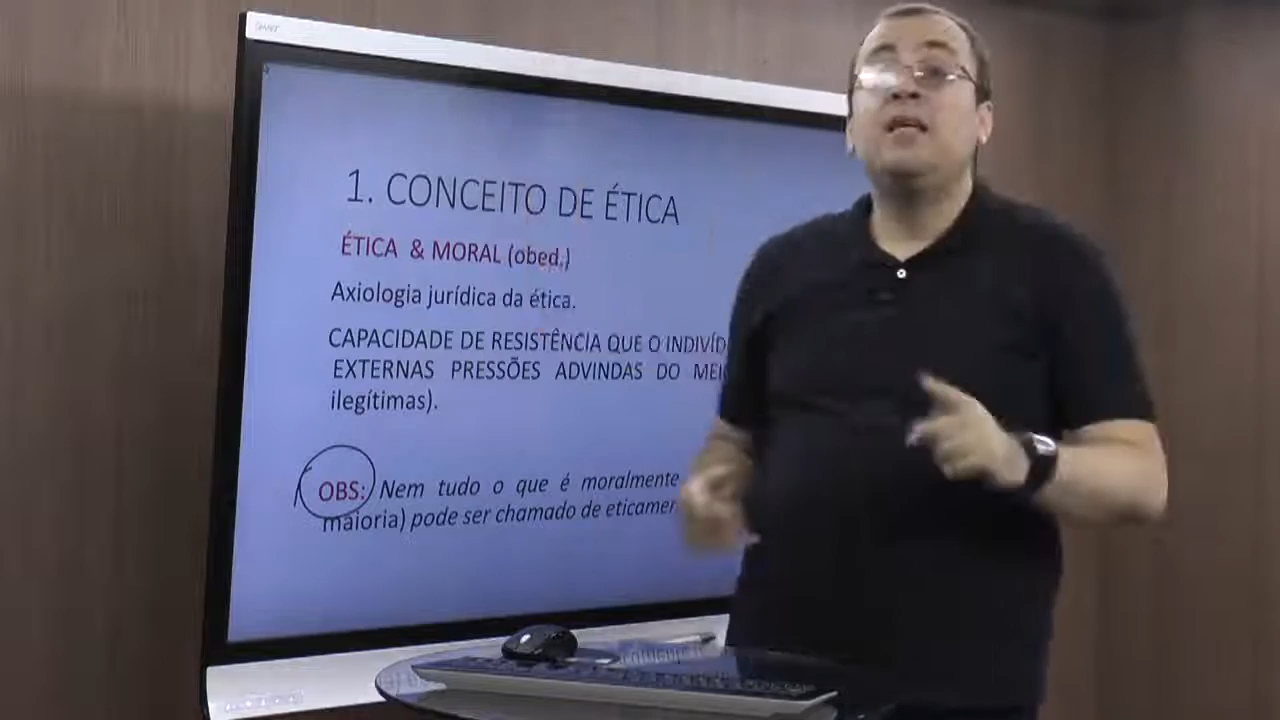 1. CONCEITO DE ÉTICA
ÉTICA & MORAL (obed.)
Axiologia jurídica da ética.
CAPACIDADE DE RESISTÊNCIA QUE O INDIVÍD
EXTERNAS PRESSÕES ADVINDAS DO MEI
ilegítimas).
OBS: Nem tudo o que é moralmente
maioria) pode ser chamado de eticamen